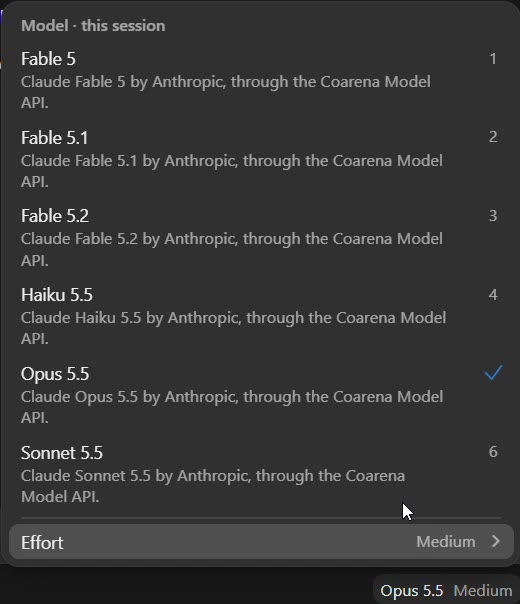 Model · this session
Fable 5 1
Claude Fable 5 by Anthropic, through the Coarena Model
API.
Fable 5.1 2
Claude Fable 5.1 by Anthropic, through the Coarena Model
API.
Fable 5.2 3
Claude Fable 5.2 by Anthropic, through the Coarena Model
API.
Haiku 5.5 4
Claude Haiku 5.5 by Anthropic, through the Coarena Model
API.
Opus 5.5
Claude Opus 5.5 by Anthropic, through the Coarena Model
API.
Sonnet 5.5 6
Claude Sonnet 5.5 by Anthropic, through the Coarena
Model API.
Effort Medium
Opus 5.5 Medium